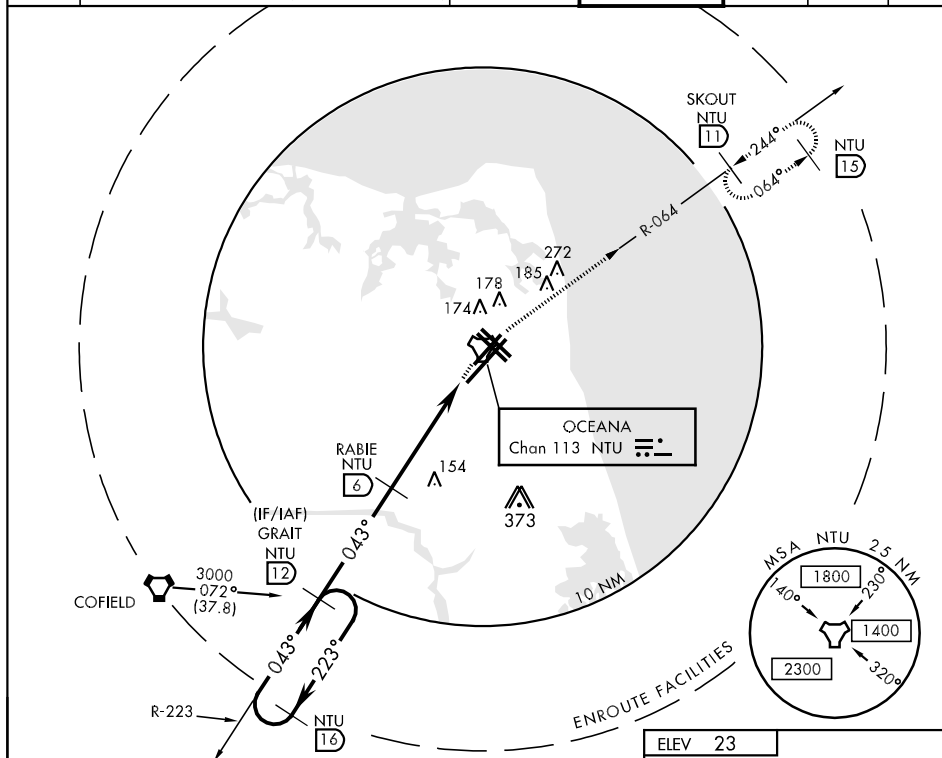 SKOUT
NTU
11
244°
NTU
15
064°
R-064
272
185
178
174
OCEANA
Chan 113 NTU
RABIE
NTU
6
154
373
(IF/IAF)
GRAIT
NTU
12
043°
3000
072°
(37.8)
COFIELD
10 NM
043°
223°
R-223
NTU
16
ENROUTE FACILITIES
MSA NTU 25 NM
1800
140°
230°
1400
2300
320°
ELEV 23